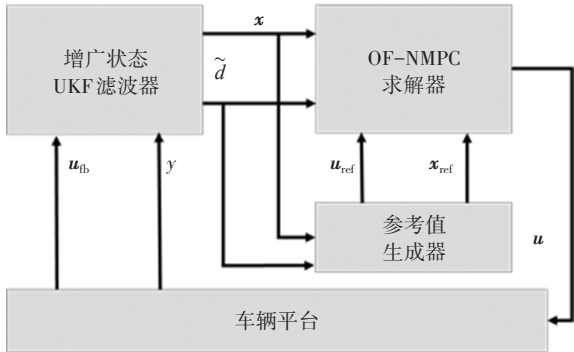 增广状态
UKF滤波器
x
d̃
OF-NMPC
求解器
u_fb
y
u_ref
x_ref
参考值
生成器
u
车辆平台